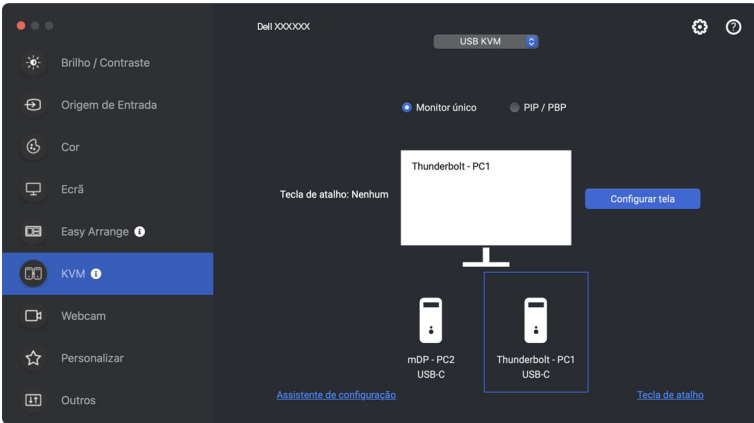 Dell XXXXXX
USB KVM
Brilho / Contraste
Origem de Entrada
Cor
Ecrã
Easy Arrange
KVM
Webcam
Personalizar
Outros
Monitor único
PIP / PBP
Thunderbolt - PC1
Tecla de atalho: Nenhum
Configurar tela
mDP - PC2
USB-C
Thunderbolt - PC1
USB-C
Assistente de configuração
Tecla de atalho